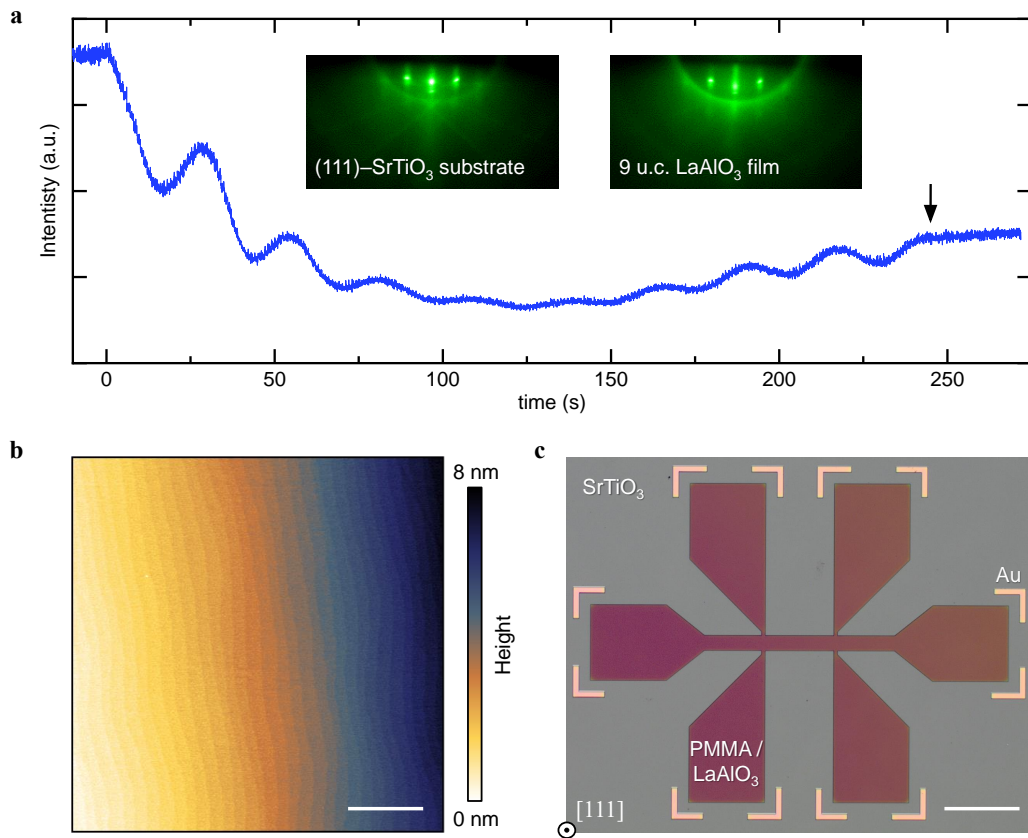 a
Intentisty (a.u.)
(111)–SrTiO₃ substrate
9 u.c. LaAlO₃ film
0
50
100
150
200
250
time (s)
b
8 nm
Height
0 nm
c
SrTiO₃
Au
PMMA /
LaAlO₃
[111]